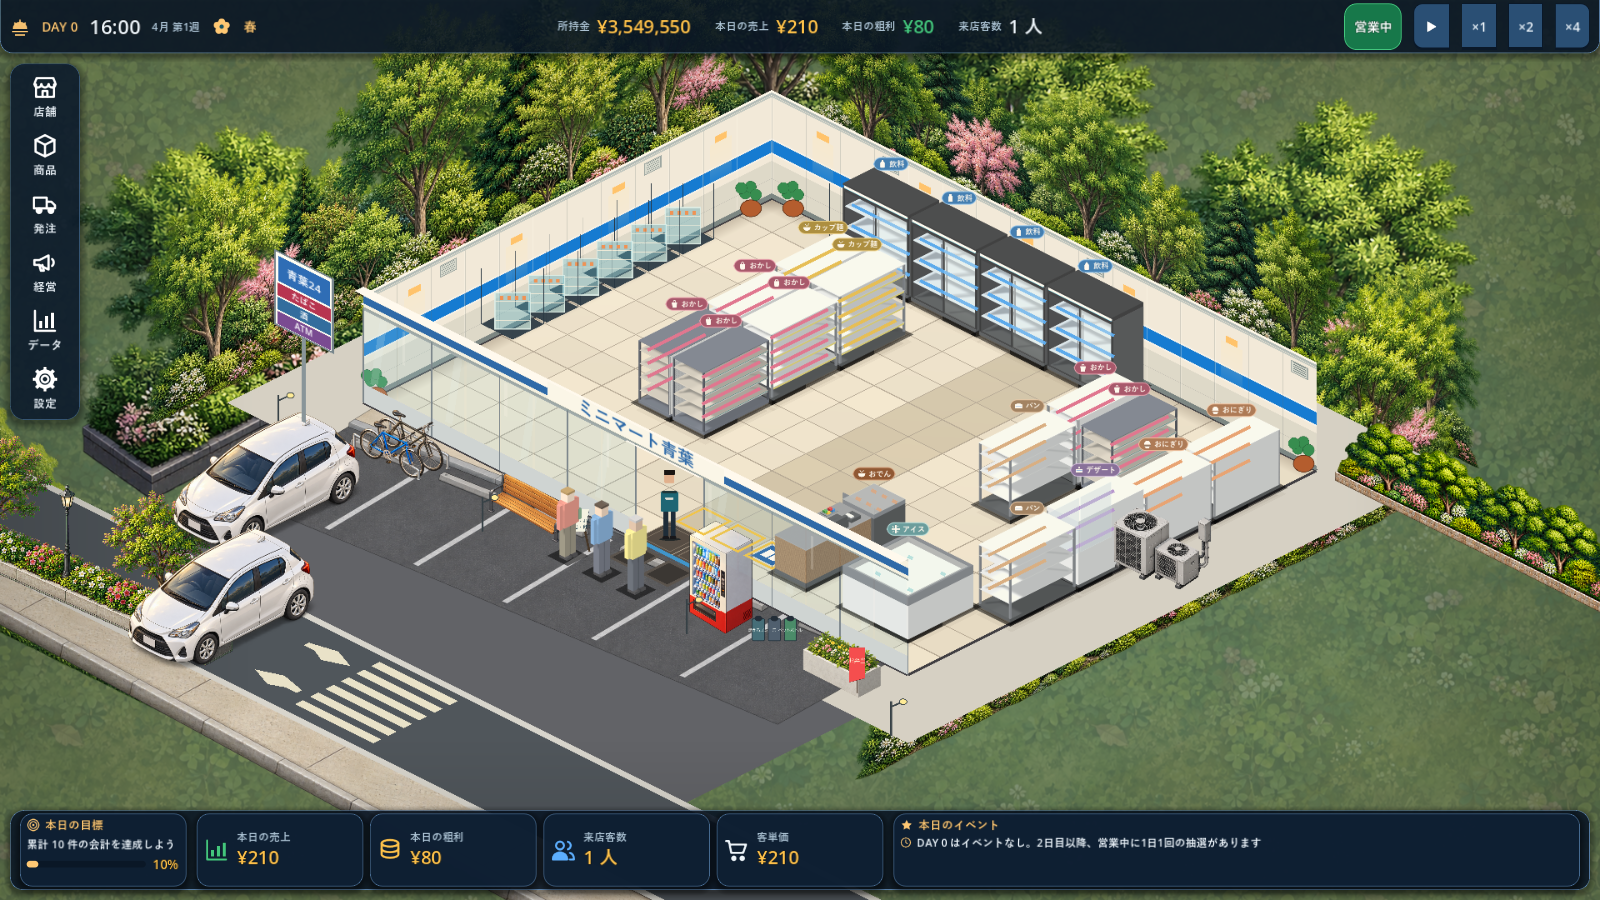 DAY 0 16:00 4月 第1週 春
所持金 ¥3,549,550 本日の売上 ¥210 本日の粗利 ¥80 来店客数 1 人
営業中 ▶ ×1 ×2 ×4
店舗
商品
発注
経営
データ
設定
飲料
飲料
飲料
飲料
カップ麺
カップ麺
おかし
おかし
おかし
おかし
青葉24
たばこ
酒
ATM
おかし
おかし
パン
おにぎり
おにぎり
デザート
おでん
パン
アイス
ミニマート青葉
本日の目標
累計 10 件の会計を達成しよう
10%
本日の売上
¥210
本日の粗利
¥80
来店客数
1 人
客単価
¥210
本日のイベント
DAY 0 はイベントなし。2日目以降、営業中に1日1回の抽選があります